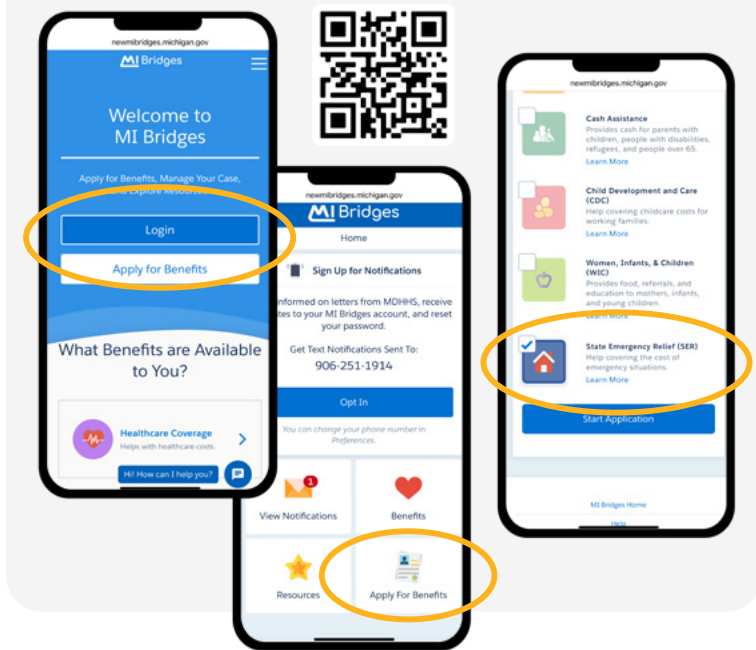 newmibridges.michigan.gov
MI Bridges
Welcome to
MI Bridges
Apply for Benefits, Manage Your Case,
Explore
Login
Apply for Benefits
What Benefits are Available
to You?
Healthcare Coverage
Helps with healthcare costs.
Hi! How can I help you?
newmibridges.michigan.gov
MI Bridges
Home
Sign Up for Notifications
informed on letters from MDHHS, receive
to your MI Bridges account, and reset
your password.
Get Text Notifications Sent To:
906-251-1914
Opt In
You can change your phone number in
Preferences.
1
View Notifications
Benefits
Resources
Apply For Benefits
newmibridges.michigan.gov
Cash Assistance
Provides cash for parents with
children, people with disabilities,
refugees, and people over 65.
Learn More
Child Development and Care
(CDC)
Help covering childcare costs for
working families.
Learn More
Women, Infants, & Children
(WIC)
Provides food, referrals, and
education to mothers, infants,
and young children.
Learn More
State Emergency Relief (SER)
Help covering the cost of
emergency situations.
Learn More
Start Application
MI Bridges Home
Help